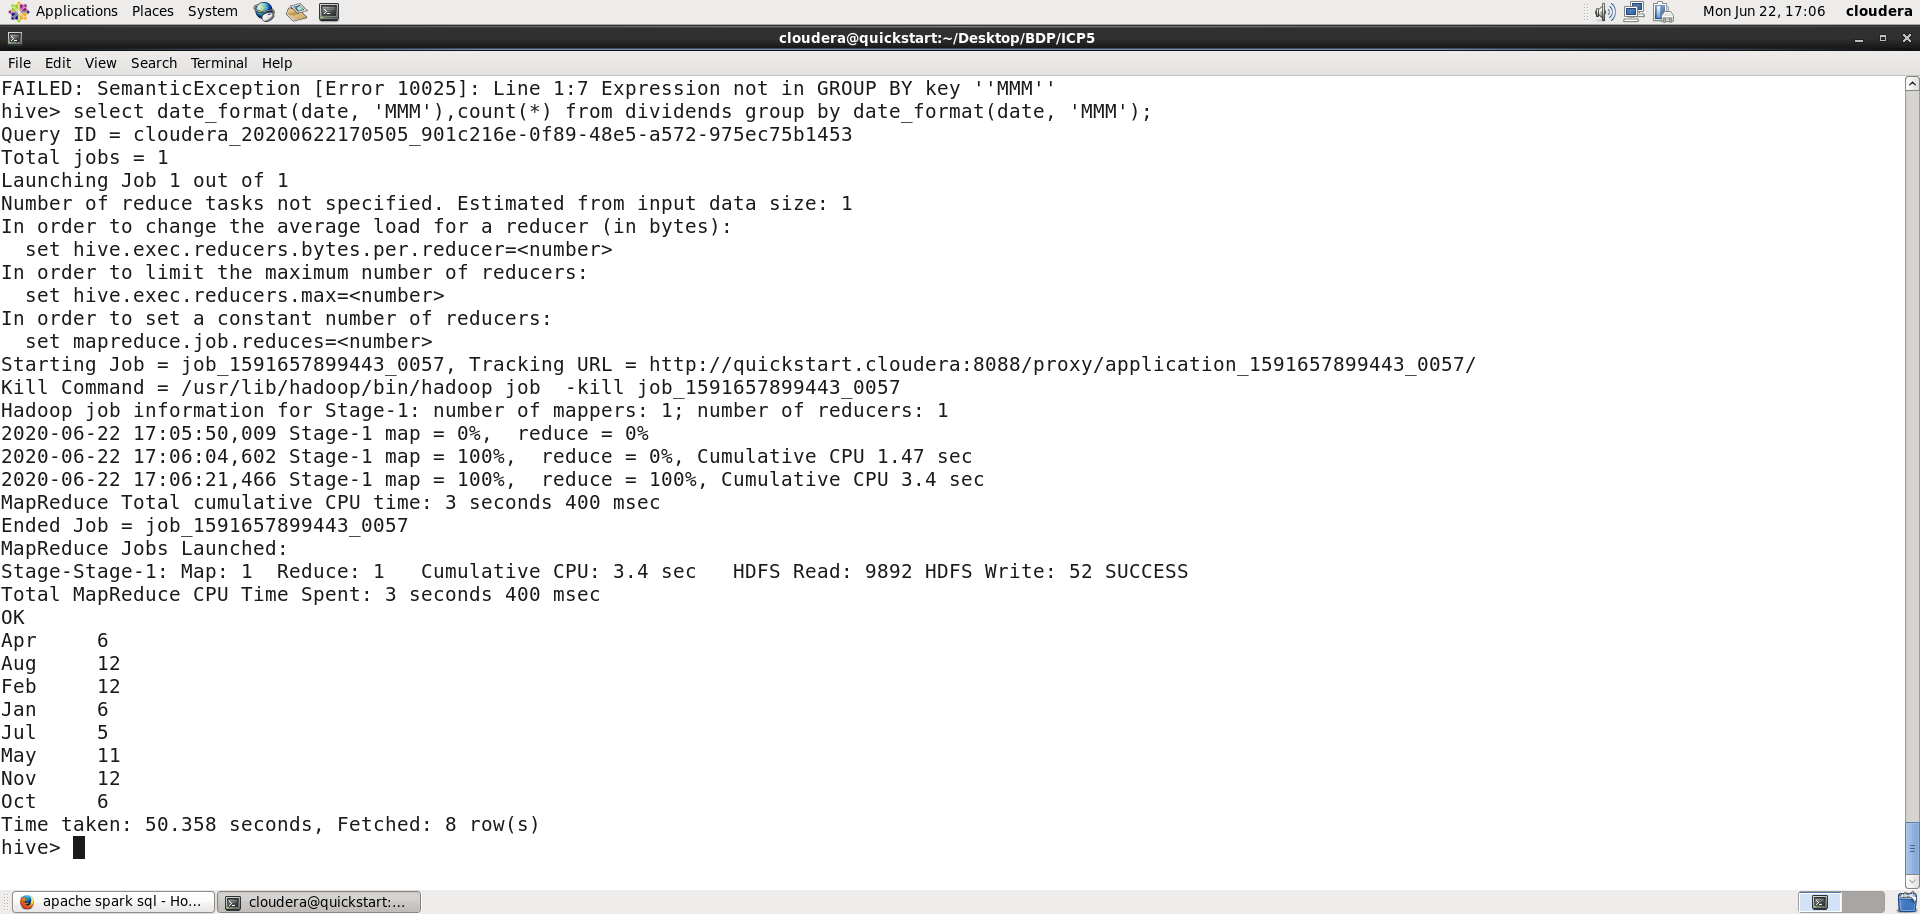 Applications Places System Mon Jun 22, 17:06 cloudera
cloudera@quickstart:~/Desktop/BDP/ICP5
File Edit View Search Terminal Help
FAILED: SemanticException [Error 10025]: Line 1:7 Expression not in GROUP BY key ''MMM''
hive> select date_format(date, 'MMM'),count(*) from dividends group by date_format(date, 'MMM');
Query ID = cloudera_20200622170505_901c216e-0f89-48e5-a572-975ec75b1453
Total jobs = 1
Launching Job 1 out of 1
Number of reduce tasks not specified. Estimated from input data size: 1
In order to change the average load for a reducer (in bytes):
  set hive.exec.reducers.bytes.per.reducer=<number>
In order to limit the maximum number of reducers:
  set hive.exec.reducers.max=<number>
In order to set a constant number of reducers:
  set mapreduce.job.reduces=<number>
Starting Job = job_1591657899443_0057, Tracking URL = http://quickstart.cloudera:8088/proxy/application_1591657899443_0057/
Kill Command = /usr/lib/hadoop/bin/hadoop job  -kill job_1591657899443_0057
Hadoop job information for Stage-1: number of mappers: 1; number of reducers: 1
2020-06-22 17:05:50,009 Stage-1 map = 0%,  reduce = 0%
2020-06-22 17:06:04,602 Stage-1 map = 100%,  reduce = 0%, Cumulative CPU 1.47 sec
2020-06-22 17:06:21,466 Stage-1 map = 100%,  reduce = 100%, Cumulative CPU 3.4 sec
MapReduce Total cumulative CPU time: 3 seconds 400 msec
Ended Job = job_1591657899443_0057
MapReduce Jobs Launched:
Stage-Stage-1: Map: 1  Reduce: 1   Cumulative CPU: 3.4 sec   HDFS Read: 9892 HDFS Write: 52 SUCCESS
Total MapReduce CPU Time Spent: 3 seconds 400 msec
OK
Apr     6
Aug     12
Feb     12
Jan     6
Jul     5
May     11
Nov     12
Oct     6
Time taken: 50.358 seconds, Fetched: 8 row(s)
hive>
apache spark sql - Ho... cloudera@quickstart:...